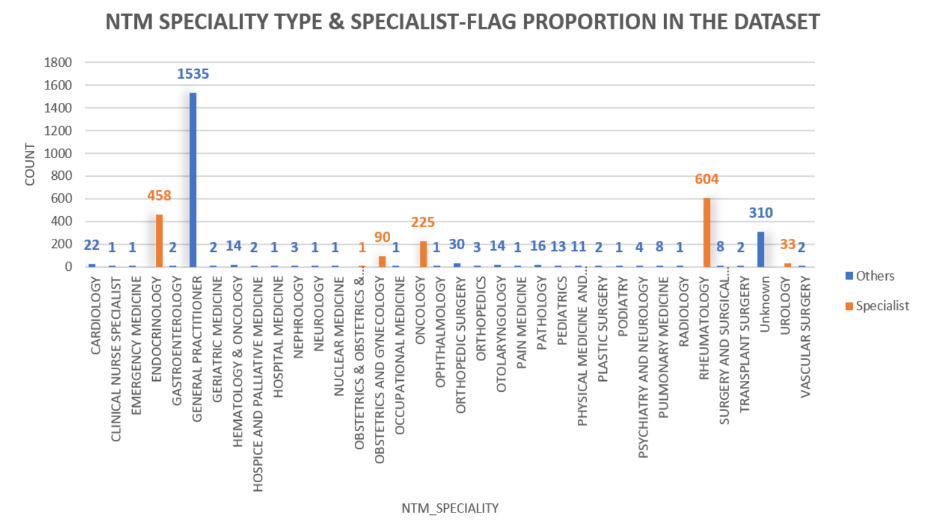 NTM SPECIALITY TYPE & SPECIALIST-FLAG PROPORTION IN THE DATASET
COUNT
1800
1600
1400
1200
1000
800
600
400
200
0
22
1
1
458
2
1535
2
14
2
1
3
1
1
1
90
1
225
1
30
3
14
1
16
13
11
2
1
4
8
1
604
8
2
310
33
2
CARDIOLOGY
CLINICAL NURSE SPECIALIST
EMERGENCY MEDICINE
ENDOCRINOLOGY
GASTROENTEROLOGY
GENERAL PRACTITIONER
GERIATRIC MEDICINE
HEMATOLOGY & ONCOLOGY
HOSPICE AND PALLIATIVE MEDICINE
HOSPITAL MEDICINE
NEPHROLOGY
NEUROLOGY
NUCLEAR MEDICINE
OBSTETRICS & OBSTETRICS & …
OBSTETRICS AND GYNECOLOGY
OCCUPATIONAL MEDICINE
ONCOLOGY
OPHTHALMOLOGY
ORTHOPEDIC SURGERY
ORTHOPEDICS
OTOLARYNGOLOGY
PAIN MEDICINE
PATHOLOGY
PEDIATRICS
PHYSICAL MEDICINE AND …
PLASTIC SURGERY
PODIATRY
PSYCHIATRY AND NEUROLOGY
PULMONARY MEDICINE
RADIOLOGY
RHEUMATOLOGY
SURGERY AND SURGICAL …
TRANSPLANT SURGERY
Unknown
UROLOGY
VASCULAR SURGERY
NTM_SPECIALITY
Others
Specialist